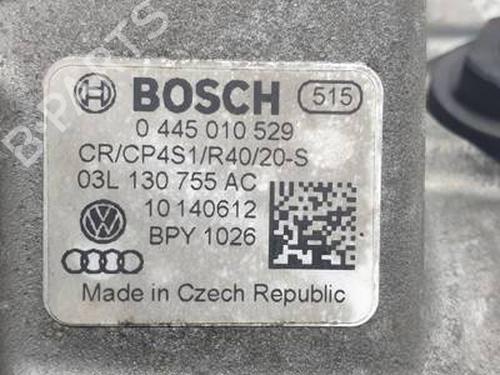 B-PARTS
BOSCH 515
0 445 010 529
CR/CP4S1/R40/20-S
03L 130 755 AC
10 140612
BPY 1026
Made in Czech Republic